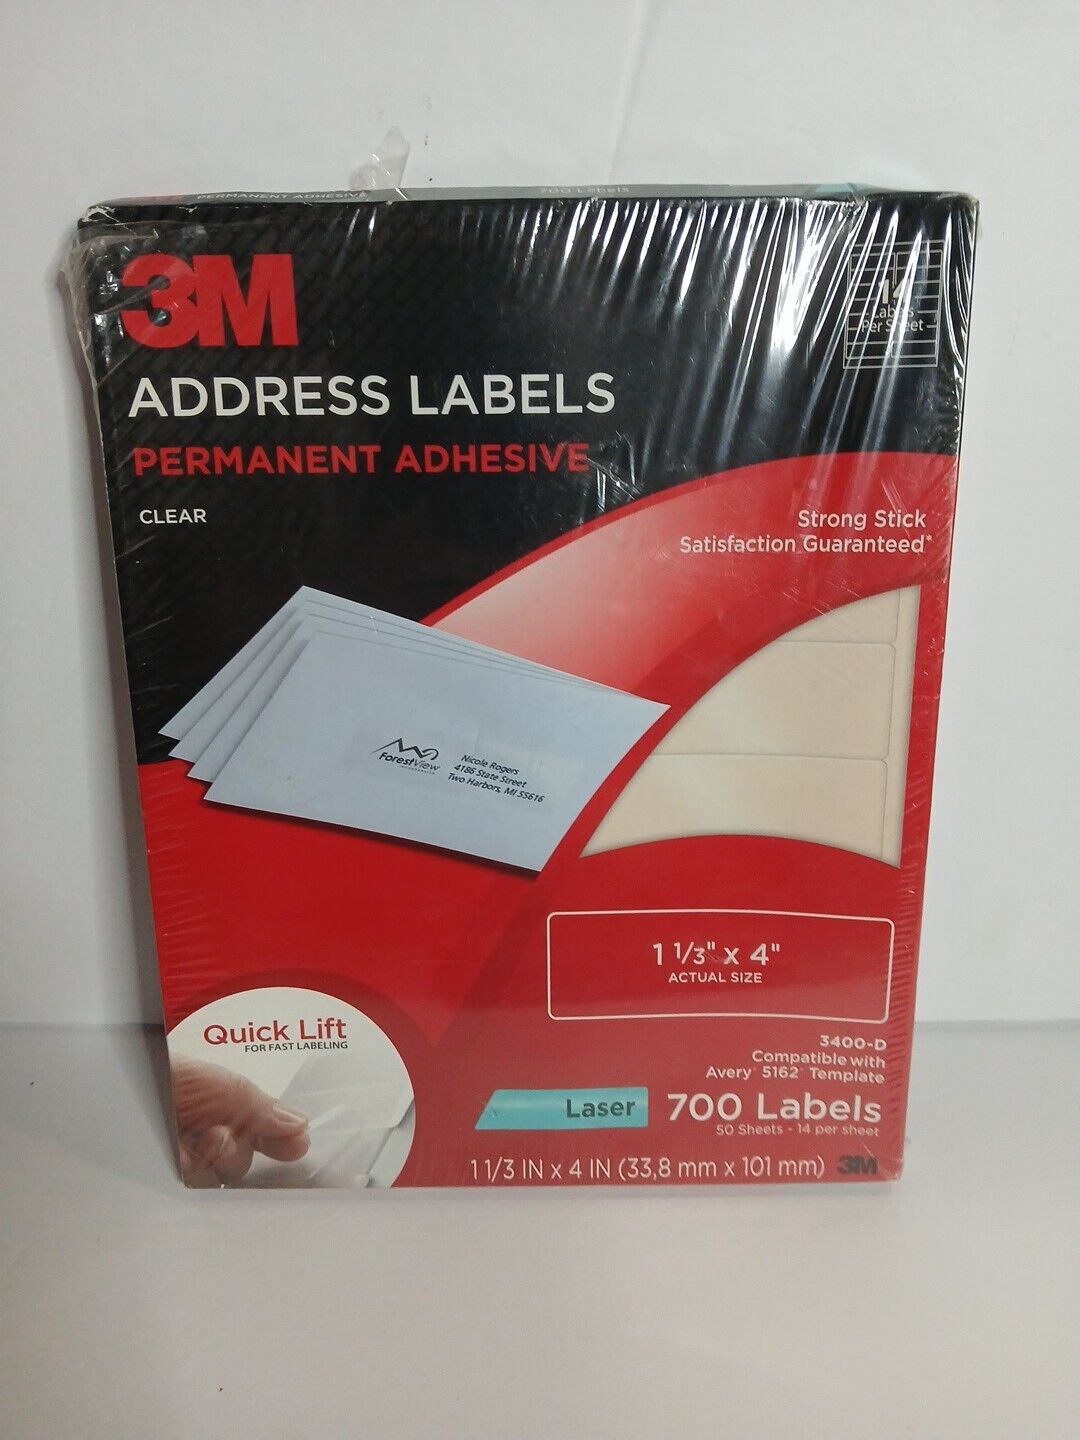 PERMANENT ADHESIVE
700 Labels
3M
14
Labels
Per Sheet
ADDRESS LABELS
PERMANENT ADHESIVE
CLEAR
Strong Stick
Satisfaction Guaranteed*
ForestView
Nicole Rogers
4186 State Street
Two Harbors, MI 55616
1 1/3" x 4"
ACTUAL SIZE
Quick Lift
FOR FAST LABELING
3400-D
Compatible with
Avery® 5162® Template
Laser
700 Labels
50 Sheets - 14 per sheet
1 1/3 IN x 4 IN (33,8 mm x 101 mm) 3M